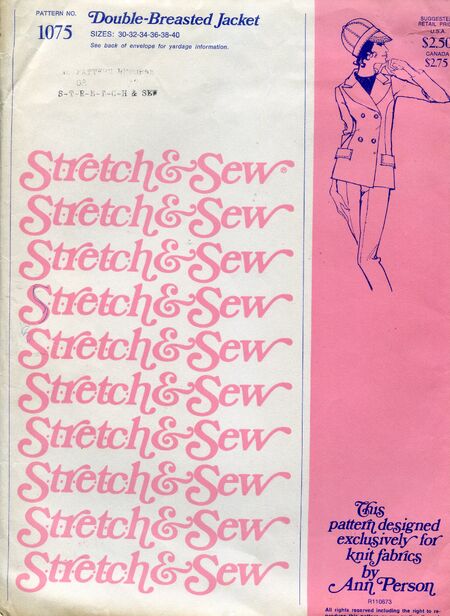 PATTERN NO.
1075
Double-Breasted Jacket
SIZES: 30-32-34-36-38-40
See back of envelope for yardage information.
SUGGESTE
RETAIL PRI
U.S.A.
$2.50
CANADA
$2.75
S-T-R-E-T-C-H & SEW
Stretch & Sew®
Stretch & Sew
Stretch & Sew
Stretch & Sew
Stretch & Sew
Stretch & Sew
Stretch & Sew
Stretch & Sew
Stretch & Sew
Stretch & Sew
This
pattern designed
exclusively for
knit fabrics
by
Ann Person
R110673
All rights reserved including the right to re-